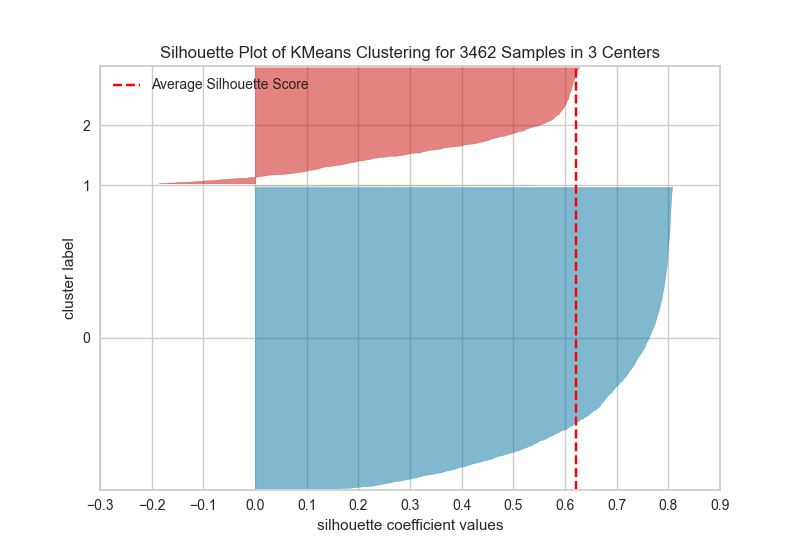 Silhouette Plot of KMeans Clustering for 3462 Samples in 3 Centers
Average Silhouette Score
2
1
0
cluster label
−0.3 −0.2 −0.1 0.0 0.1 0.2 0.3 0.4 0.5 0.6 0.7 0.8 0.9
silhouette coefficient values